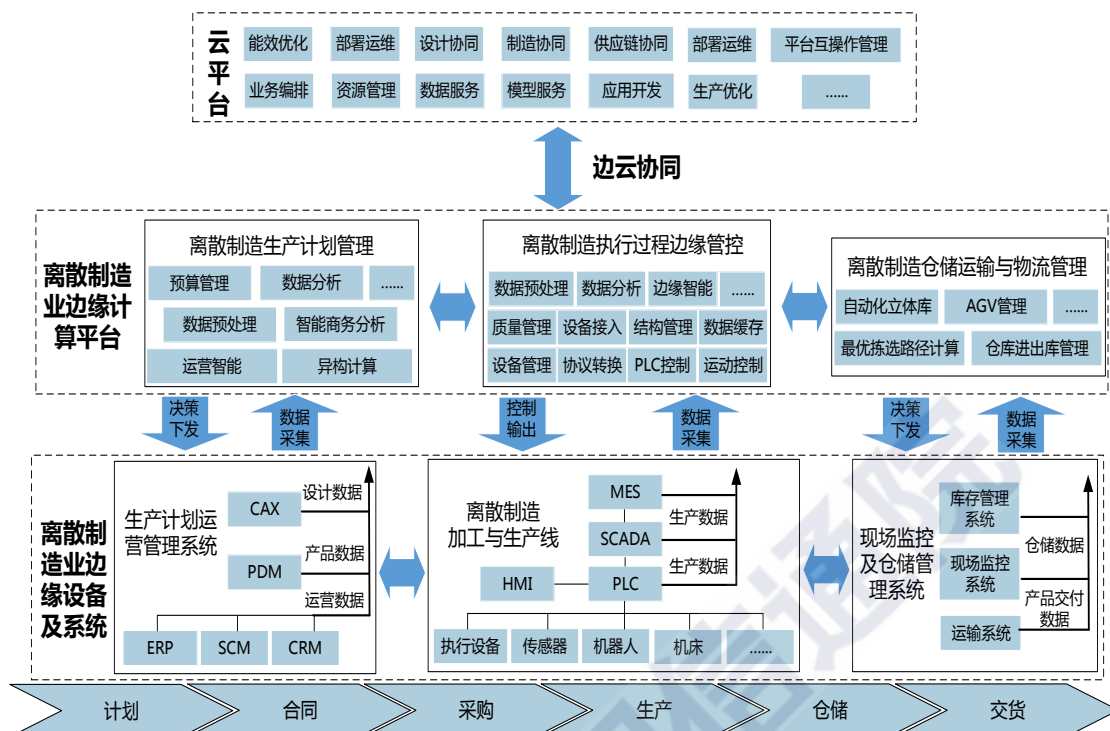 云平台
能效优化 部署运维 设计协同 制造协同 供应链协同 部署运维 平台互操作管理
业务编排 资源管理 数据服务 模型服务 应用开发 生产优化 ......
边云协同
离散制造业边缘计算平台
离散制造生产计划管理
预算管理 数据分析 ......
数据预处理 智能商务分析
运营智能 异构计算
离散制造执行过程边缘管控
数据预处理 数据分析 边缘智能 ......
质量管理 设备接入 结构管理 数据缓存
设备管理 协议转换 PLC控制 运动控制
离散制造仓储运输与物流管理
自动化立体库 AGV管理 ......
最优拣选路径计算 仓库进出库管理
决策下发 数据采集 控制输出 数据采集 决策下发 数据采集
离散制造业边缘设备及系统
生产计划运营管理系统
CAX 设计数据
PDM 产品数据
运营数据
ERP SCM CRM
离散制造加工与生产线
MES
生产数据
SCADA
生产数据
HMI PLC
执行设备 传感器 机器人 机床 ......
现场监控及仓储管理系统
库存管理系统
仓储数据
现场监控系统
产品交付数据
运输系统
计划 合同 采购 生产 仓储 交货